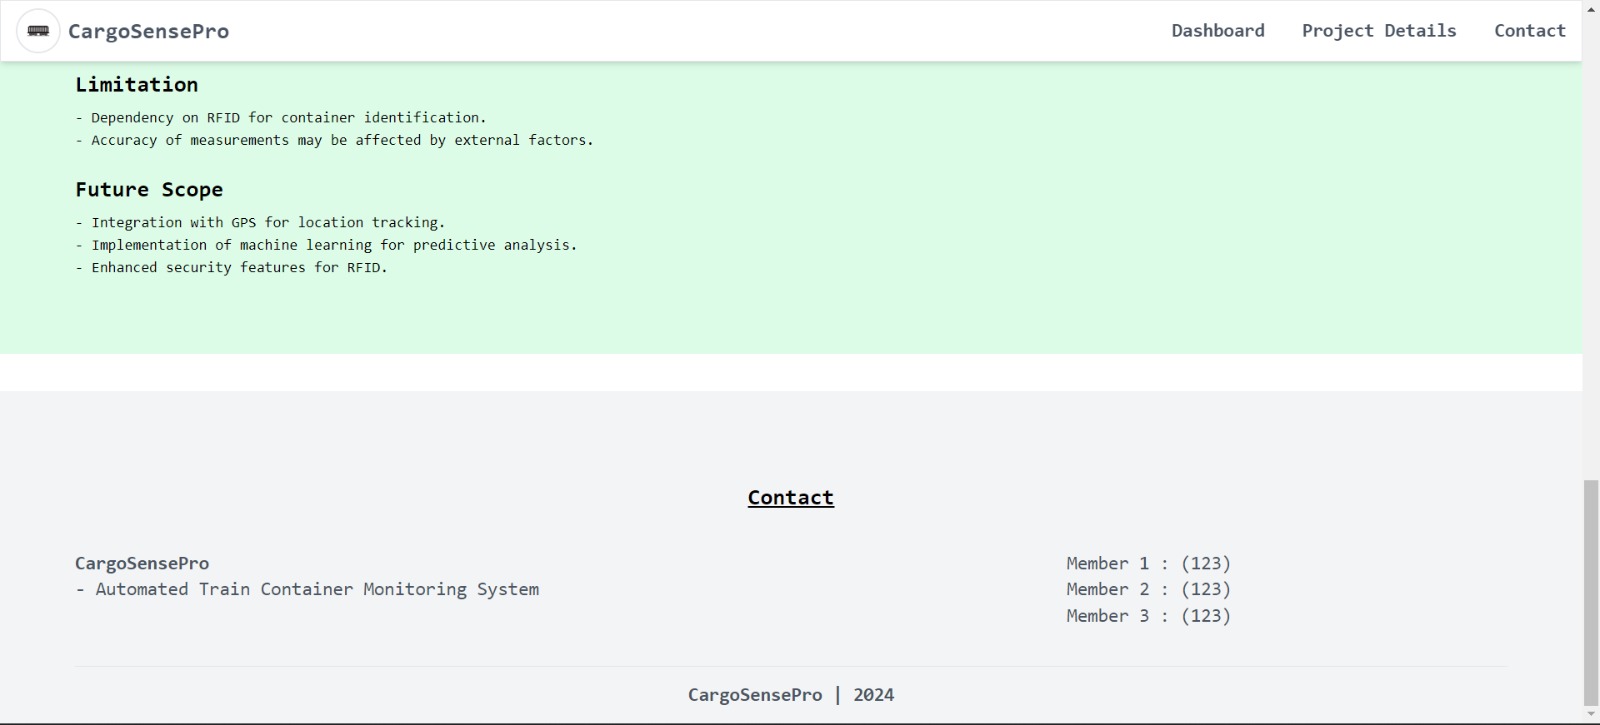 CargoSensePro
Dashboard Project Details Contact
Limitation
- Dependency on RFID for container identification.
- Accuracy of measurements may be affected by external factors.
Future Scope
- Integration with GPS for location tracking.
- Implementation of machine learning for predictive analysis.
- Enhanced security features for RFID.
Contact
CargoSensePro
- Automated Train Container Monitoring System
Member 1 : (123)
Member 2 : (123)
Member 3 : (123)
CargoSensePro | 2024